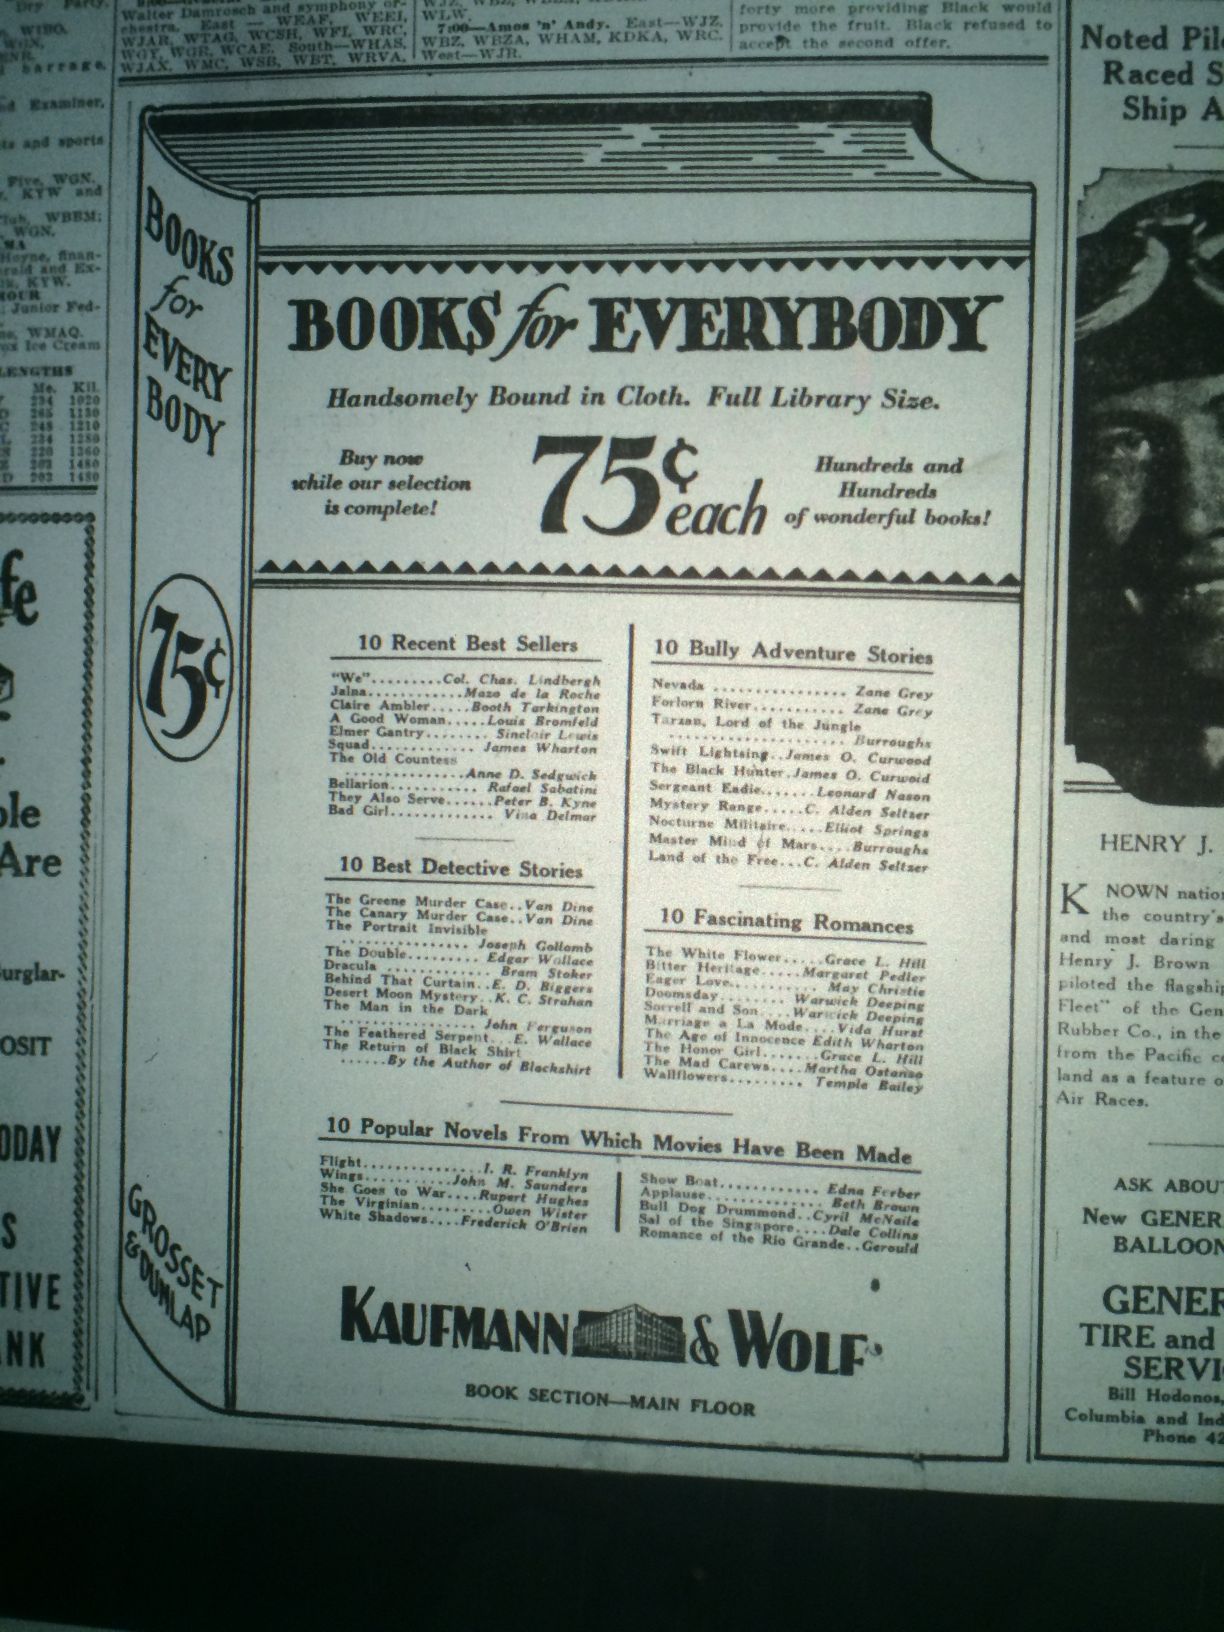 Walter Damrosch and symphony or-
chestra.
East — WEAF, WEEI,
WJAR, WTAG, WCSH, WFI, WRC,
WGY, WGR, WCAE. South—WHAS,
WJAX, WMC, WSB, WBT, WRVA,
WLW.
7:00—Amos 'n' Andy. East—WJZ,
WBZ, WBZA, WHAM, KDKA, WRC.
West—WJR.
forty more providing Black would
provide the fruit. Black refused to
accept the second offer.
BOOKS
for
EVERY
BODY
75¢
GROSSET
& DUNLAP
BOOKS for EVERYBODY
Handsomely Bound in Cloth. Full Library Size.
Buy now
while our selection
is complete!
75¢
each
Hundreds and
Hundreds
of wonderful books!
10 Recent Best Sellers
"We".........Col. Chas. Lindbergh
Jalna............Mazo de la Roche
Claire Ambler.....Booth Tarkington
A Good Woman.....Louis Bromfeld
Elmer Gantry........ Sinclair Lewis
Squad............. James Wharton
The Old Countess
...............Anne D. Sedgwick
Bellarion........... Rafael Sabatini
They Also Serve......Peter B. Kyne
Bad Girl............. Vina Delmar
10 Best Detective Stories
The Greene Murder Case..Van Dine
The Canary Murder Case..Van Dine
The Portrait Invisible
............... Joseph Gollomb
The Double......... Edgar Wallace
Dracula ............. Bram Stoker
Behind That Curtain..E. D. Biggers
Desert Moon Mystery..K. C. Strahan
The Man in the Dark
................. John Ferguson
The Feathered Serpent...E. Wallace
The Return of Black Shirt
......By the Author of Blackshirt
10 Bully Adventure Stories
Nevada ................ Zane Grey
Forlorn River........... Zane Grey
Tarzan, Lord of the Jungle
..................... Burroughs
Swift Lightning..James O. Curwood
The Black Hunter.James O. Curwoid
Sergeant Eadie.......Leonard Nason
Mystery Range.....C. Alden Seltzer
Nocturne Militaire.....Elliot Springs
Master Mind of Mars....Burroughs
Land of the Free...C. Alden Seltzer
10 Fascinating Romances
The White Flower.....Grace L. Hill
Bitter Heritage.....Margaret Pedler
Eager Love.......... May Christie
Doomsday........ Warwick Deeping
Sorrell and Son....Warwick Deeping
Marriage a La Mode....Vida Hurst
The Age of Innocence Edith Wharton
The Honor Girl.......Grace L. Hill
The Mad Carews....Martha Ostenso
Wallflowers......... Temple Bailey
10 Popular Novels From Which Movies Have Been Made
Flight..............I. R. Franklyn
Wings...........John M. Saunders
She Goes to War....Rupert Hughes
The Virginian.........Owen Wister
White Shadows....Frederick O'Brien
Show Boat............ Edna Ferber
Applause............. Beth Brown
Bull Dog Drummond..Cyril McNaile
Sal of the Singapore....Dale Collins
Romance of the Rio Grande..Gerould
KAUFMANN & WOLF
BOOK SECTION—MAIN FLOOR
Noted Pil
Raced S
Ship A
HENRY J.
KNOWN natio
the country's
and most daring
Henry J. Brown
piloted the flagship
Fleet" of the Gen
Rubber Co., in the
from the Pacific c
land as a feature o
Air Races.
ASK ABOU
New GENER
BALLOON
GENER
TIRE and
SERVI
Bill Hodonos,
Columbia and Ind
Phone 42